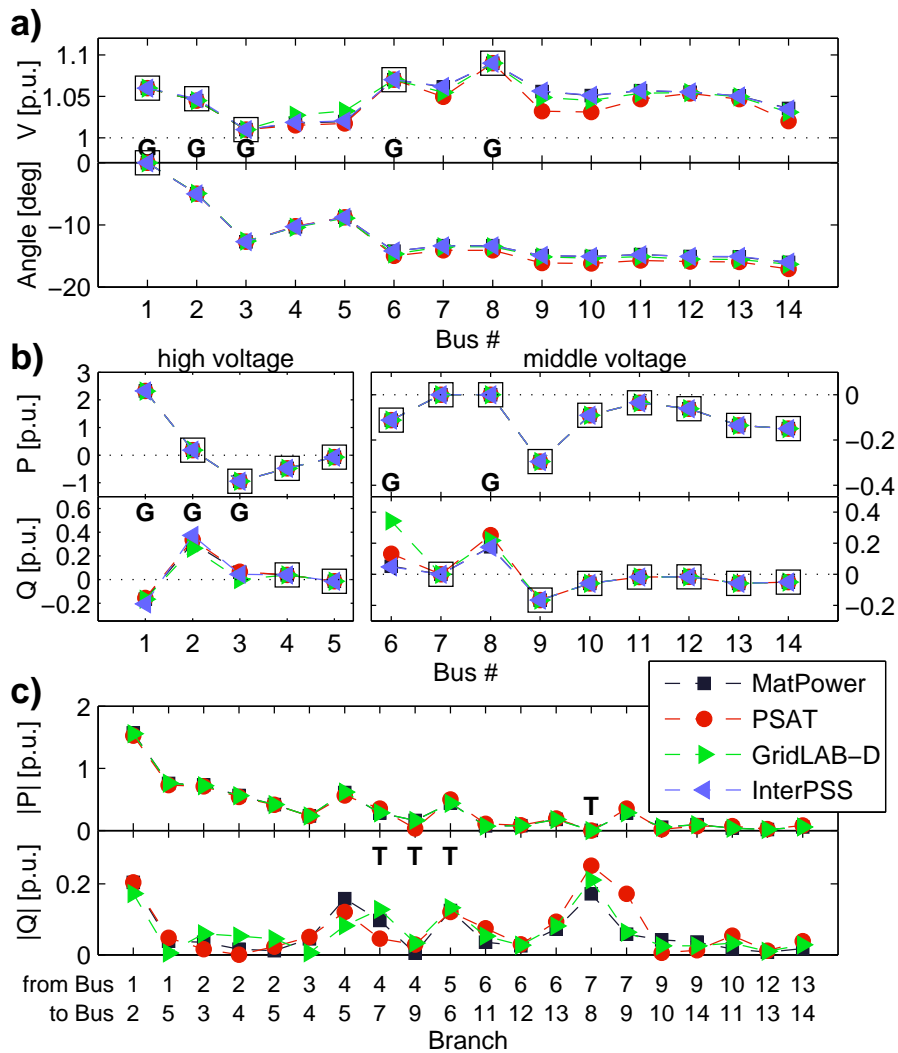 a)
V [p.u.]
1.1
1.05
1
G G G G G
Angle [deg]
0
−10
−20
1 2 3 4 5 6 7 8 9 10 11 12 13 14
Bus #
b)
high voltage
middle voltage
P [p.u.]
3
2
1
0
−1
0
−0.2
−0.4
G G
Q [p.u.]
0.6
0.4
0.2
0
−0.2
G G G
0.4
0.2
0
−0.2
1 2 3 4 5 6 7 8 9 10 11 12 13 14
Bus #
c)
MatPower
PSAT
GridLAB−D
InterPSS
|P| [p.u.]
2
1
0
T
|Q| [p.u.]
0.2
0
T T T
from Bus 1 1 2 2 2 3 4 4 4 5 6 6 6 7 7 9 9 10 12 13
to Bus 2 5 3 4 5 4 5 7 9 6 11 12 13 8 9 10 14 11 13 14
Branch